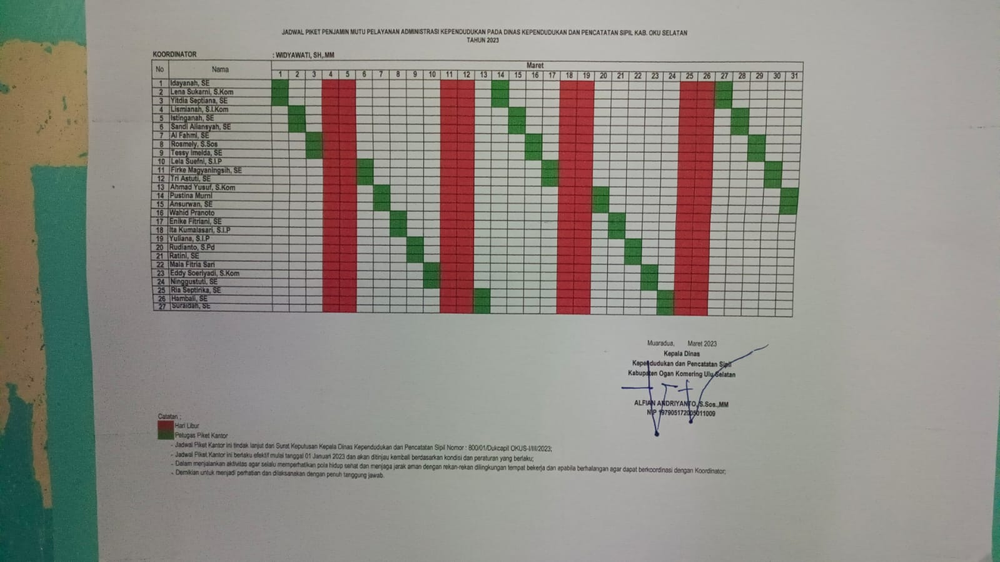 JADWAL PIKET PENJAMIN MUTU PELAYANAN ADMINISTRASI KEPENDUDUKAN PADA DINAS KEPENDUDUKAN DAN PENCATATAN SIPIL KAB. OKU SELATAN
TAHUN 2023
KOORDINATOR : WIDYAWATI, SH,.MM
No Nama Maret
1 2 3 4 5 6 7 8 9 10 11 12 13 14 15 16 17 18 19 20 21 22 23 24 25 26 27 28 29 30 31
1 Idayanah, SE
2 Lena Sukarni, S.Kom
3 Yitdia Septiana, SE
4 Lismianah, S.I.Kom
5 Istinganah, SE
6 Sandi Aliansyah, SE
7 Al Fahmi, SE
8 Rosmely, S.Sos
9 Tessy Imelda, SE
10 Lela Suefni, S.I.P
11 Firke Magyaningsih, SE
12 Tri Astuti, SE
13 Ahmad Yusuf, S.Kom
14 Pustina Murni
15 Ansurwan, SE
16 Wahid Pranoto
17 Enike Fitriani, SE
18 Ita Kumalasari, S.I.P
19 Yuliana, S.I.P
20 Rudianto, S.Pd
21 Ratini, SE
22 Mala Fitria Sari
23 Eddy Soeriyadi, S.Kom
24 Ninggustuti, SE
25 Ria Septirika, SE
26 Hambali, SE
27 Suraidah, SE
Muaradua, Maret 2023
Kepala Dinas
Kependudukan dan Pencatatan Sipil
Kabupaten Ogan Komering Ulu Selatan
ALFIAN ANDRIYANTO, S.Sos.,MM
NIP 197905172005011009
Catatan ;
Hari Libur
Petugas Piket Kantor
- Jadwal Piket Kantor ini tindak lanjut dari Surat Keputusan Kepala Dinas Kependudukan dan Pencatatan Sipil Nomor : 800/01/Dukcapil OKUS-I/III/2023;
- Jadwal Piket Kantor ini berlaku efektif mulai tanggal 01 Januari 2023 dan akan ditinjau kembali berdasarkan kondisi dan peraturan yang berlaku;
- Dalam menjalankan aktivitas agar selalu memperhatikan pola hidup sehat dan menjaga jarak aman dengan rekan-rekan dilingkungan tempat bekerja dan apabila berhalangan agar dapat berkoordinasi dengan Koordinator;
- Demikian untuk menjadi perhatian dan dilaksanakan dengan penuh tanggung jawab.